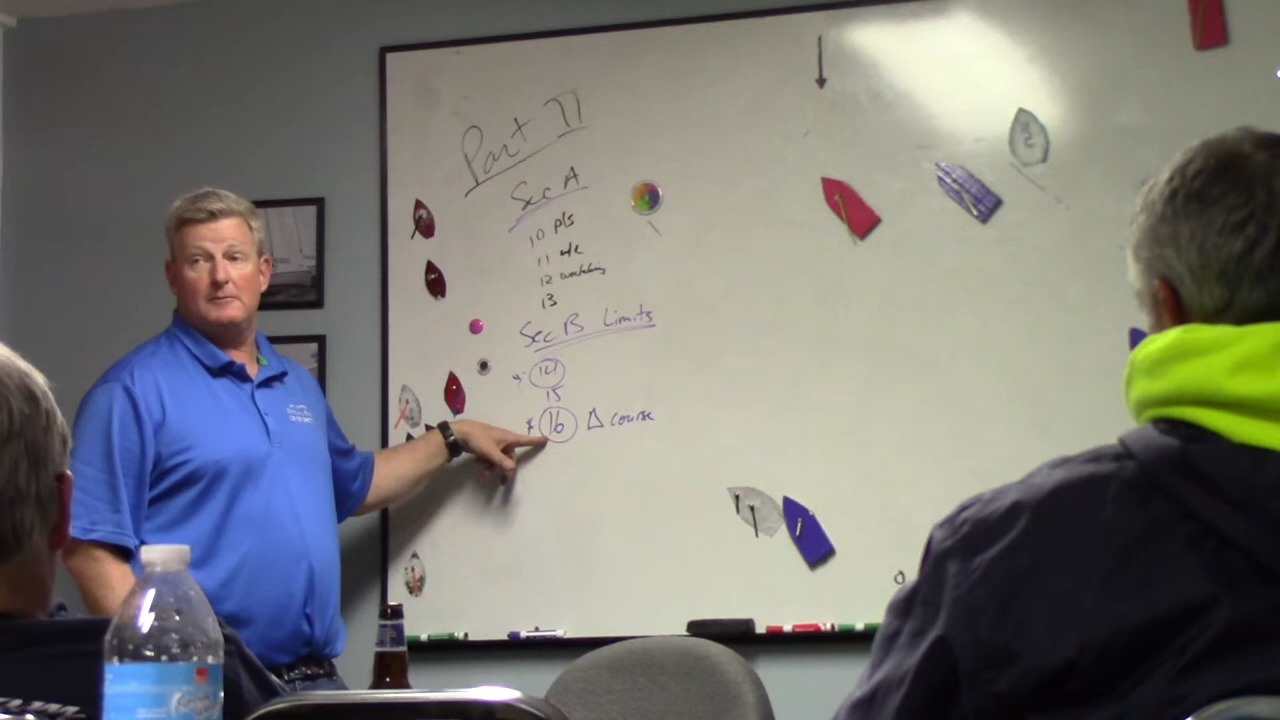 Part II
Sec A
10 P/S
11 w/L
12 overtaking
13
Sec B Limits
14
15
16 Δ course